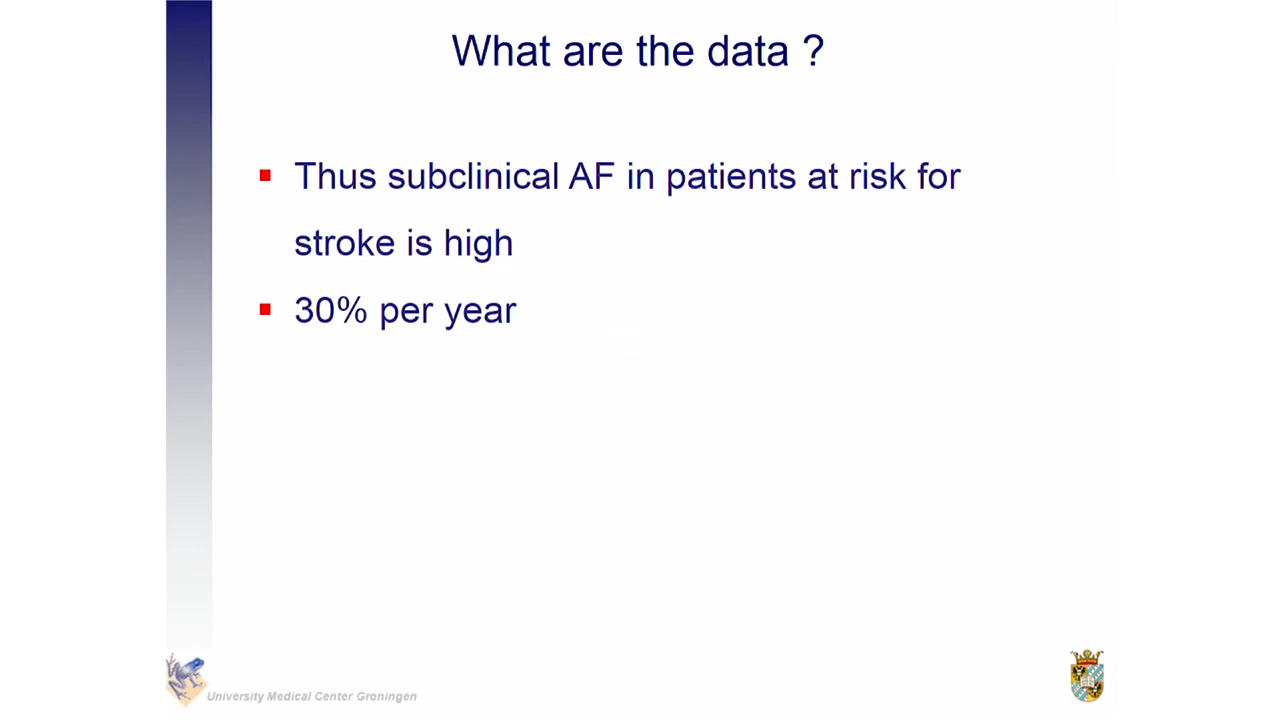 What are the data ?
Thus subclinical AF in patients at risk for
stroke is high
30% per year
University Medical Center Groningen